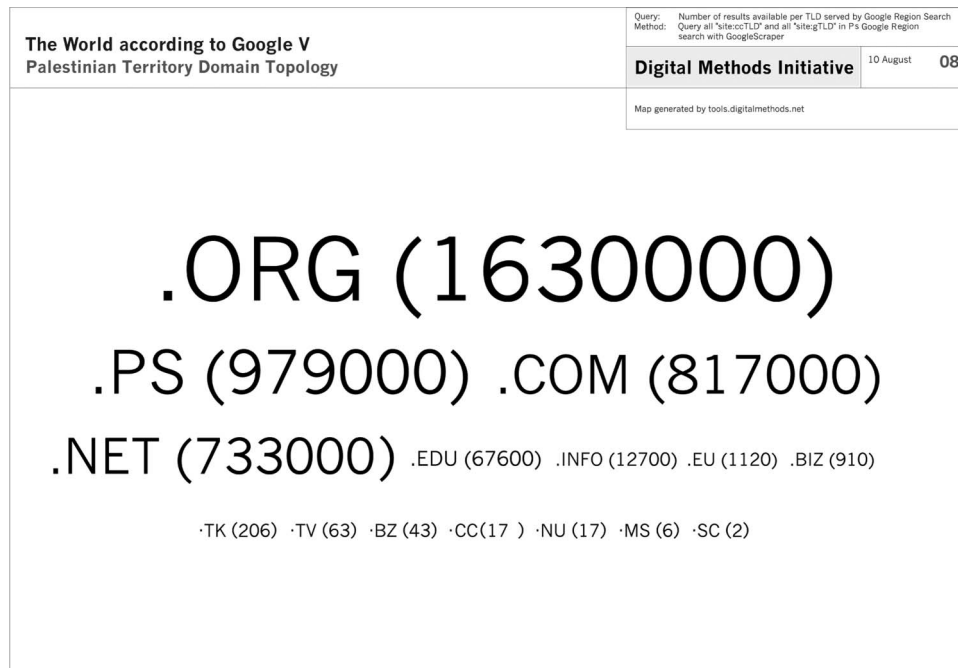 The World according to Google V
Palestinian Territory Domain Topology
Query: Number of results available per TLD served by Google Region Search
Method: Query all "site:ccTLD" and all "site:gTLD" in Ps Google Region
search with GoogleScraper
Digital Methods Initiative 10 August 08
Map generated by tools.digitalmethods.net
.ORG (1630000)
.PS (979000) .COM (817000)
.NET (733000) .EDU (67600) .INFO (12700) .EU (1120) .BIZ (910)
·TK (206) ·TV (63) ·BZ (43) ·CC(17 ) ·NU (17) ·MS (6) ·SC (2)